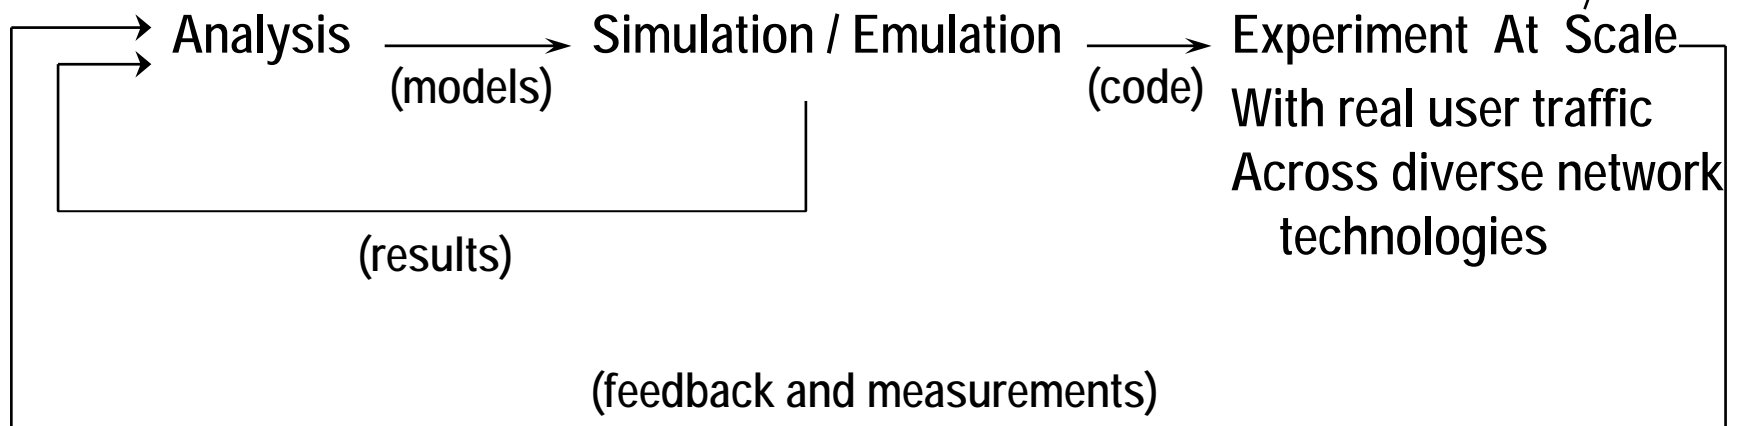 Analysis Simulation / Emulation Experiment At Scale
(models) (code)
With real user traffic
Across diverse network
technologies
(results)
(feedback and measurements)